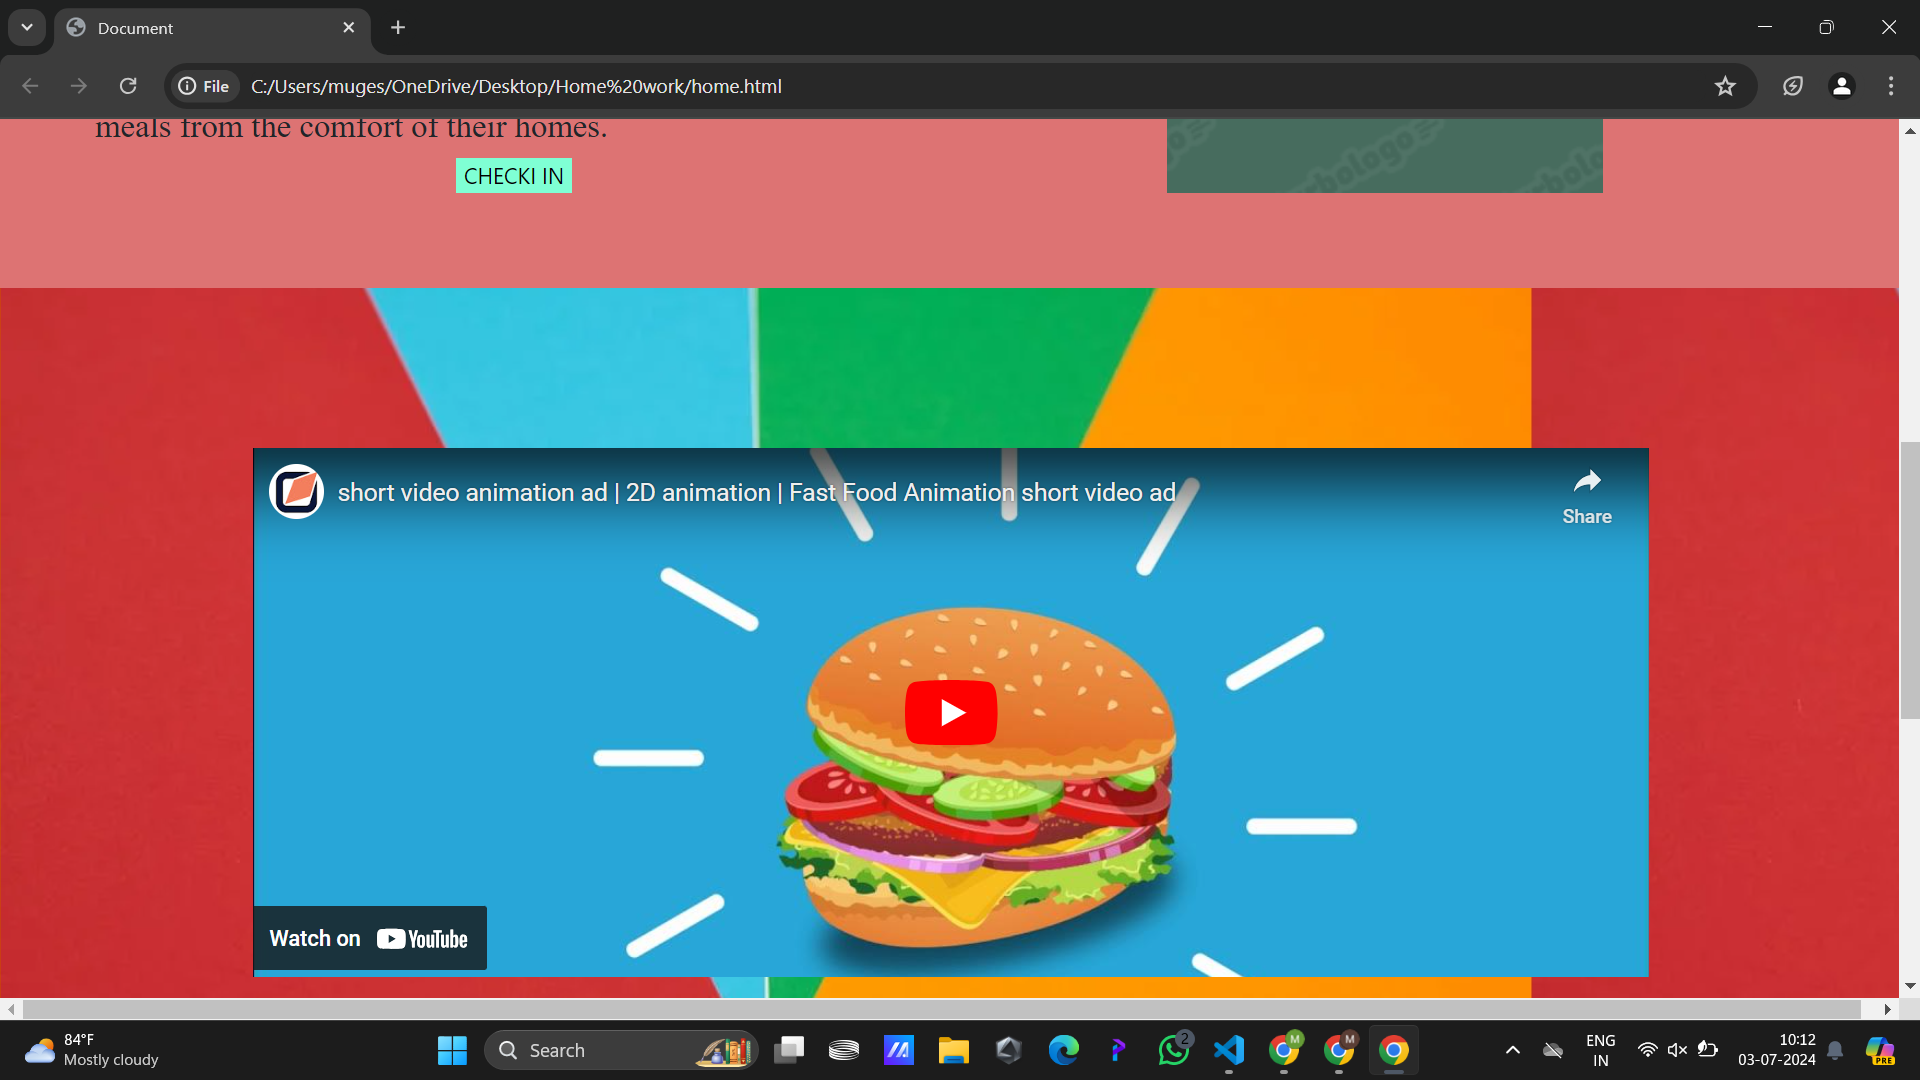 Document
File
C:/Users/muges/OneDrive/Desktop/Home%20work/home.html
meals from the comfort of their homes.
CHECKI IN
short video animation ad | 2D animation | Fast Food Animation short video ad
Share
Watch on YouTube
84°F
Mostly cloudy
Search
2
M
M
ENG
IN
10:12
03-07-2024
PRE